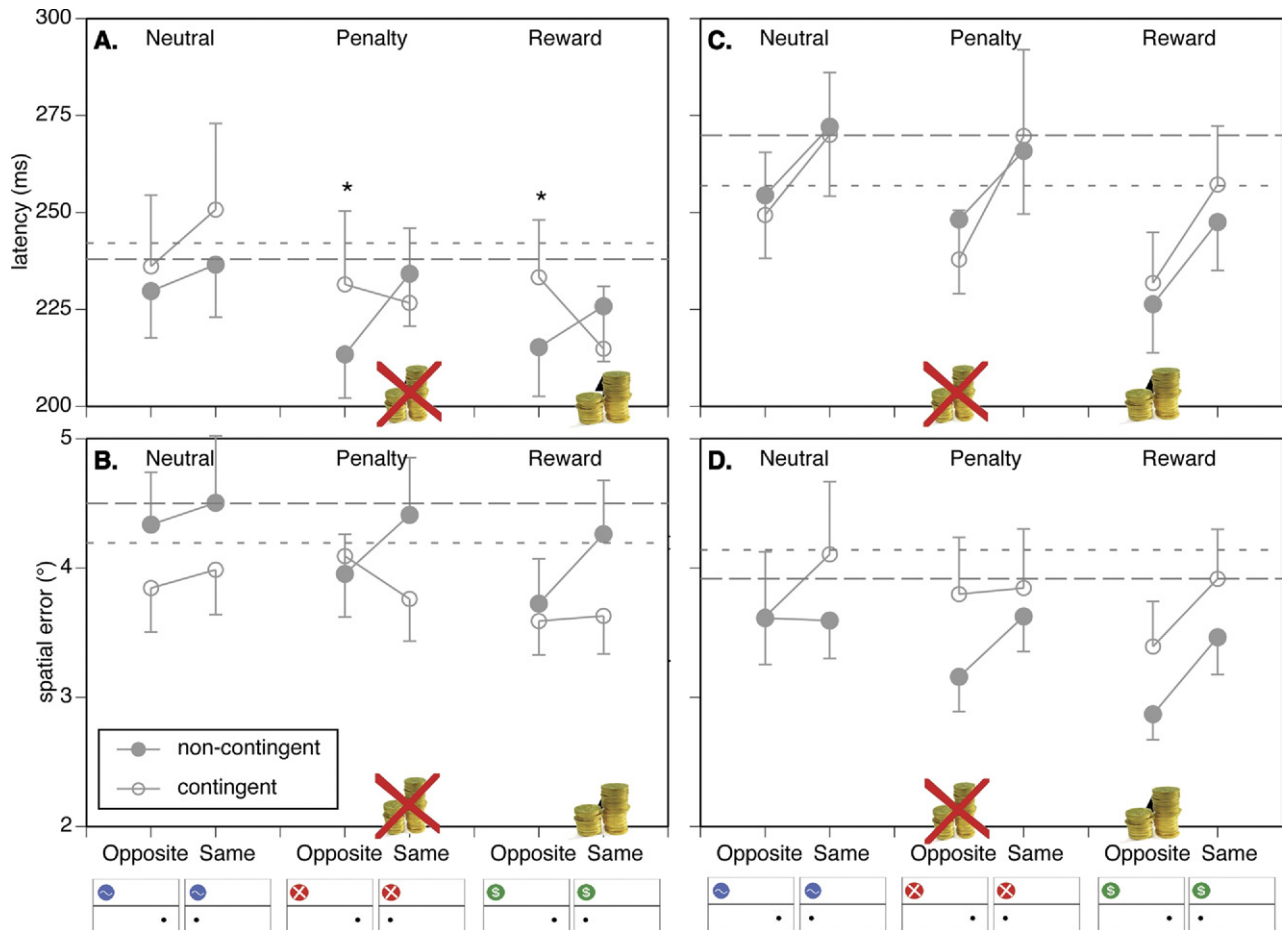 300
A. Neutral Penalty Reward
C. Neutral Penalty Reward
275
latency (ms)
250
* *
225
200
5
B. Neutral Penalty Reward
D. Neutral Penalty Reward
4
spatial error (°)
3
non-contingent
contingent
2
Opposite Same Opposite Same Opposite Same
Opposite Same Opposite Same Opposite Same
$ $ $ $